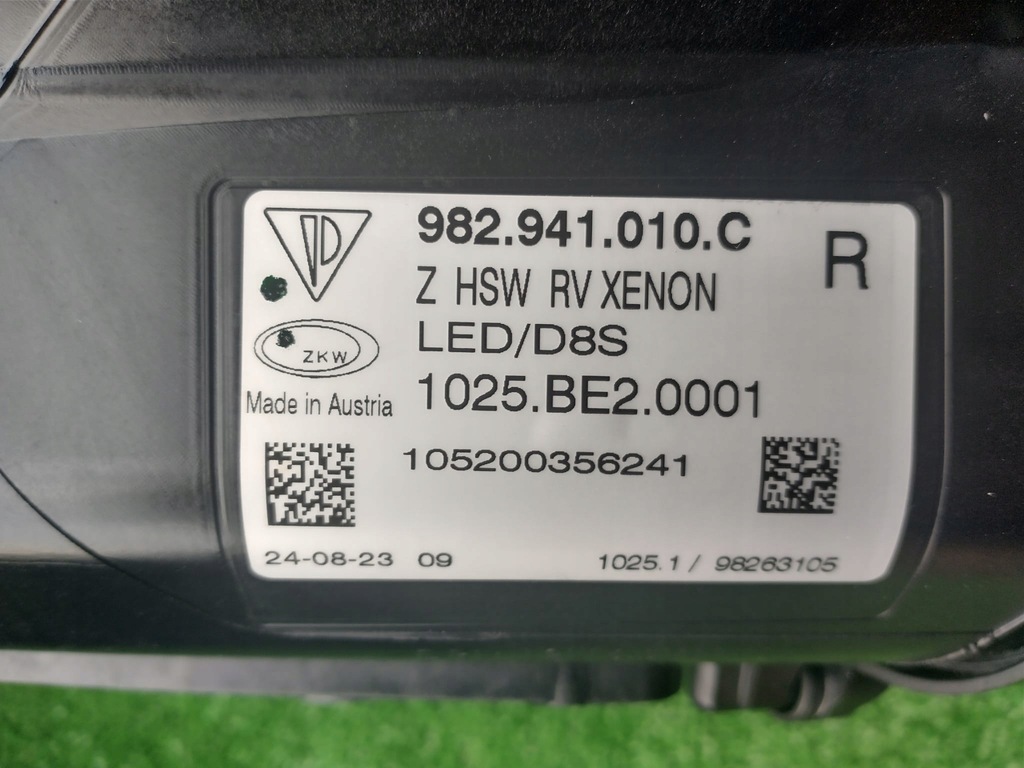 982.941.010.C
R
Z HSW RV XENON
LED/D8S
ZKW
Made in Austria
1025.BE2.0001
105200356241
24-08-23 09
1025.1 / 98263105